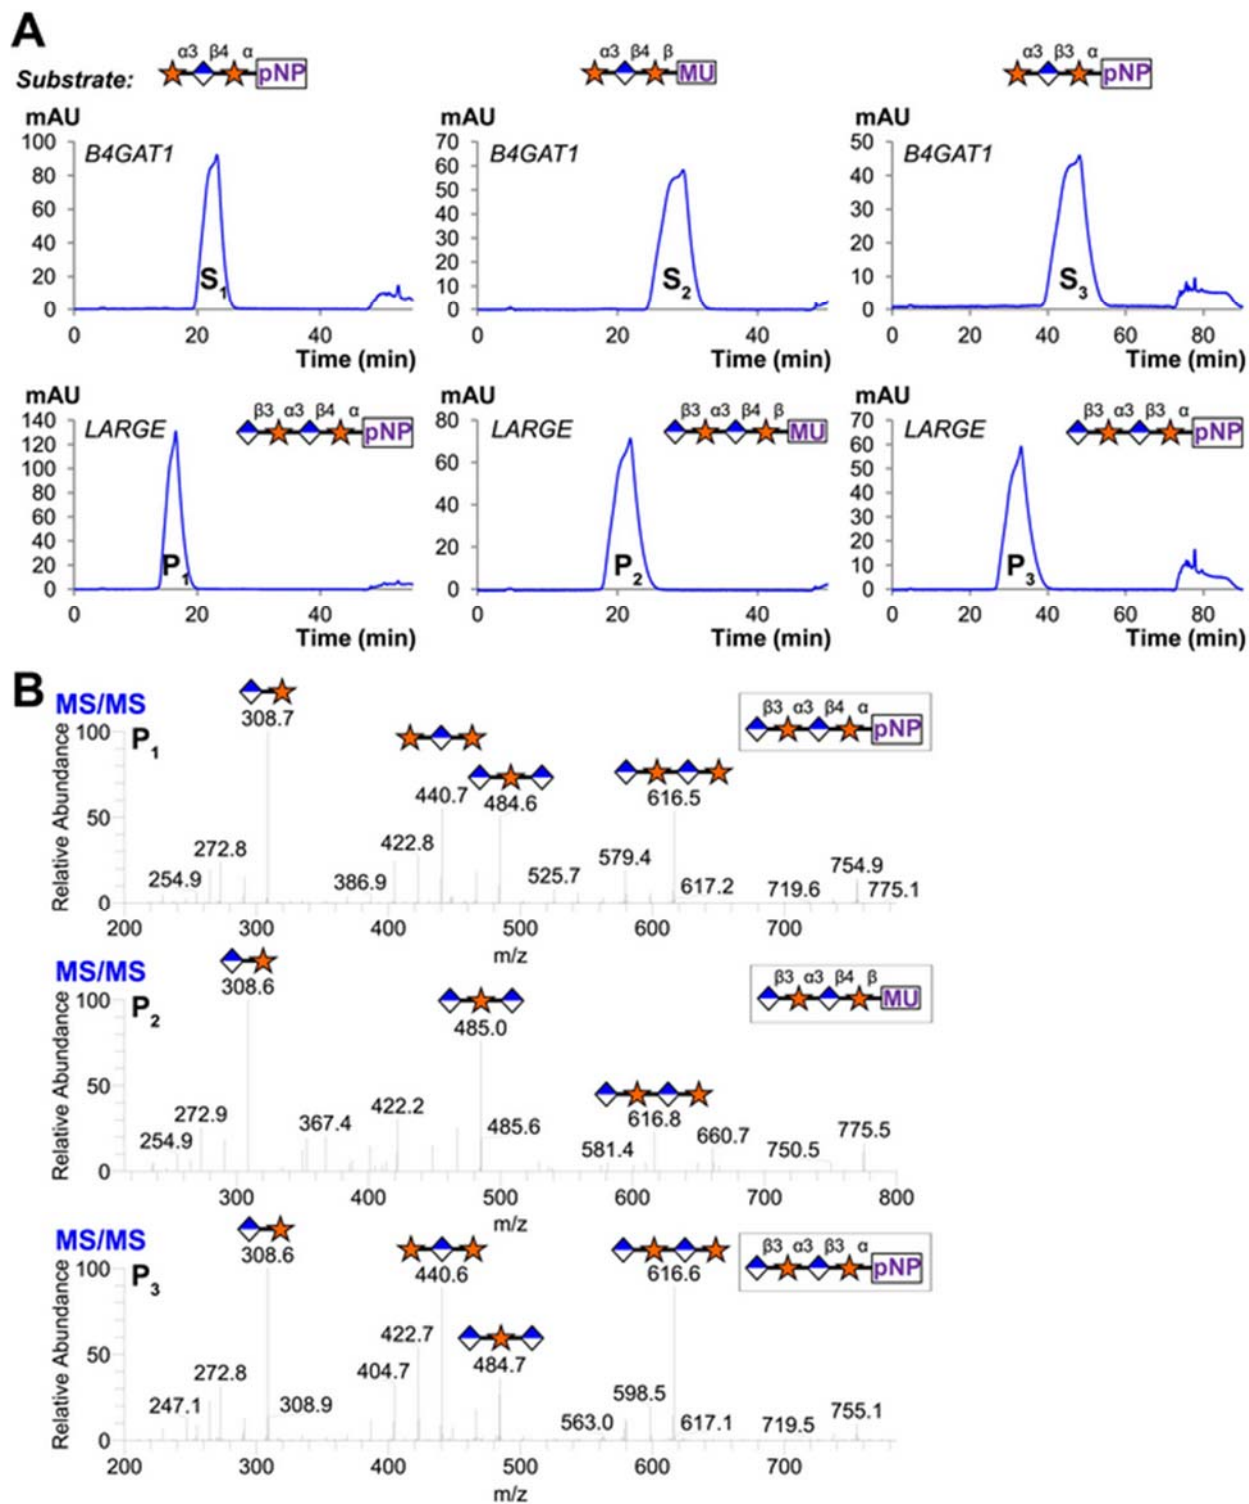 A
α3 β4 α
α3 β4 β
α3 β3 α
Substrate:
pNP
MU
pNP
mAU
mAU
mAU
100
80
60
40
20
0
B4GAT1
S1
0 20 40
Time (min)
70
60
50
40
30
20
10
0
B4GAT1
S2
0 20 40
Time (min)
50
40
30
20
10
0
B4GAT1
S3
0 20 40 60 80
Time (min)
mAU
140
120
100
80
60
40
20
0
LARGE
β3 α3 β4 α
pNP
P1
0 20 40
Time (min)
mAU
80
60
40
20
0
LARGE
β3 α3 β4 β
MU
P2
0 20 40
Time (min)
mAU
70
60
50
40
30
20
10
0
LARGE
β3 α3 β3 α
pNP
P3
0 20 40 60 80
Time (min)
B
MS/MS
P1
Relative Abundance
100
50
0
308.7
440.7
484.6
616.5
272.8
254.9
422.8
386.9
525.7
579.4
617.2
719.6
754.9
775.1
β3 α3 β4 α
pNP
200 300 400 500 600 700
m/z
MS/MS
P2
Relative Abundance
100
50
0
308.6
485.0
616.8
272.9
254.9
367.4
422.2
485.6
581.4
660.7
750.5
775.5
β3 α3 β4 β
MU
300 400 500 600 700 800
m/z
MS/MS
P3
Relative Abundance
100
50
0
308.6
440.6
616.6
422.7
484.7
404.7
272.8
247.1
308.9
563.0
598.5
617.1
719.5
755.1
β3 α3 β3 α
pNP
200 300 400 500 600 700
m/z